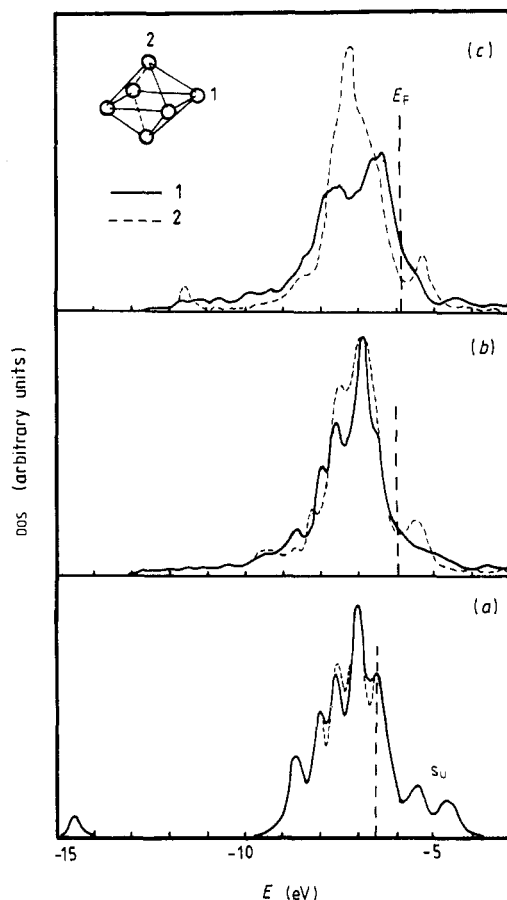 2
(c)
1
E_F
1
2
(b)
DOS (arbitrary units)
(a)
s_u
-15 -10 -5
E (eV)